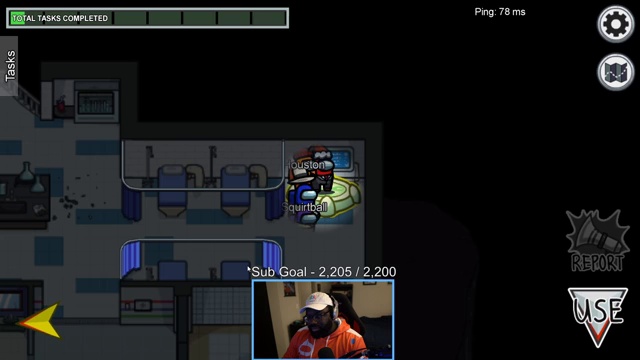 TOTAL TASKS COMPLETED
Ping: 78 ms
Tasks
ouston
Squirtball
REPORT
Sub Goal - 2,205 / 2,200
USE